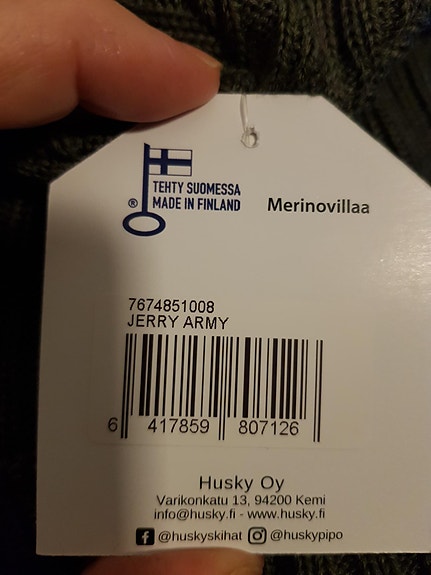 TEHTY SUOMESSA
® MADE IN FINLAND
Merinovillaa
7674851008
JERRY ARMY
6 417859 807126
Husky Oy
Varikonkatu 13, 94200 Kemi
info@husky.fi - www.husky.fi
@huskyskihat @huskypipo